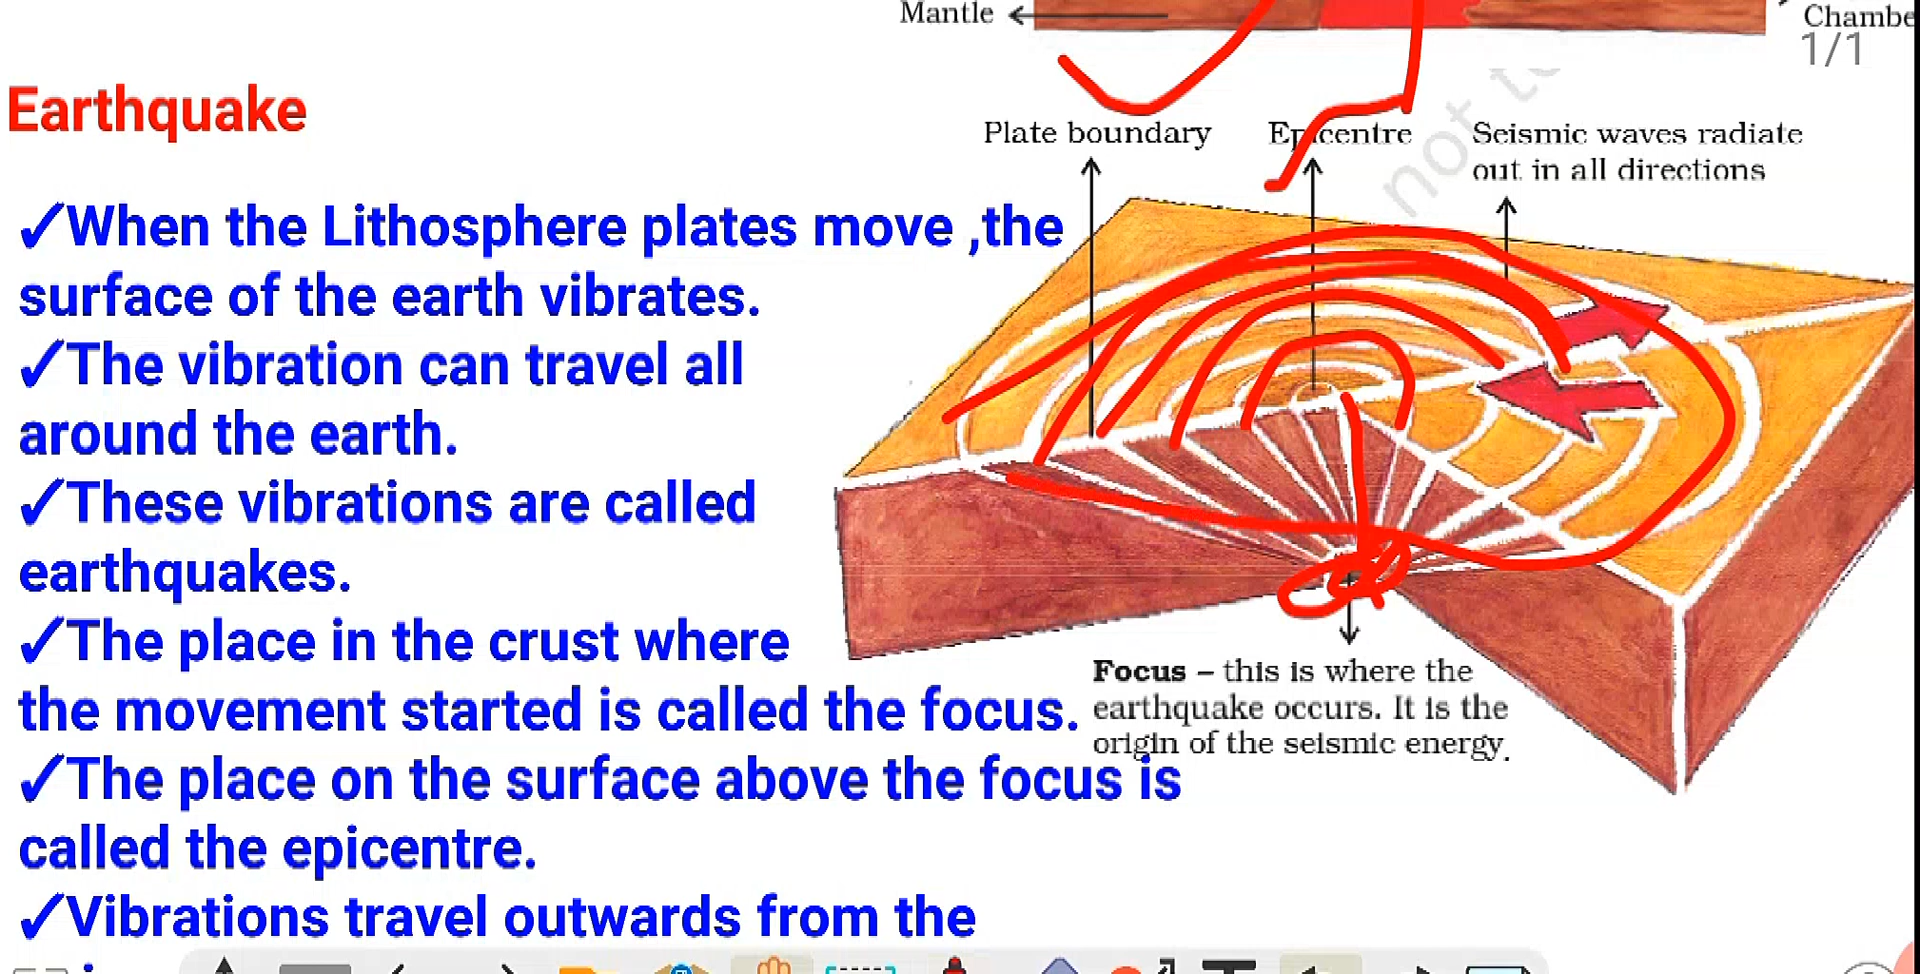 Mantle
Chambe
1/1
Earthquake
not to
Plate boundary
Epicentre
Seismic waves radiate
out in all directions
✓When the Lithosphere plates move ,the
surface of the earth vibrates.
✓The vibration can travel all
around the earth.
✓These vibrations are called
earthquakes.
✓The place in the crust where
the movement started is called the focus.
Focus – this is where the
earthquake occurs. It is the
origin of the seismic energy.
✓The place on the surface above the focus is
called the epicentre.
✓Vibrations travel outwards from the